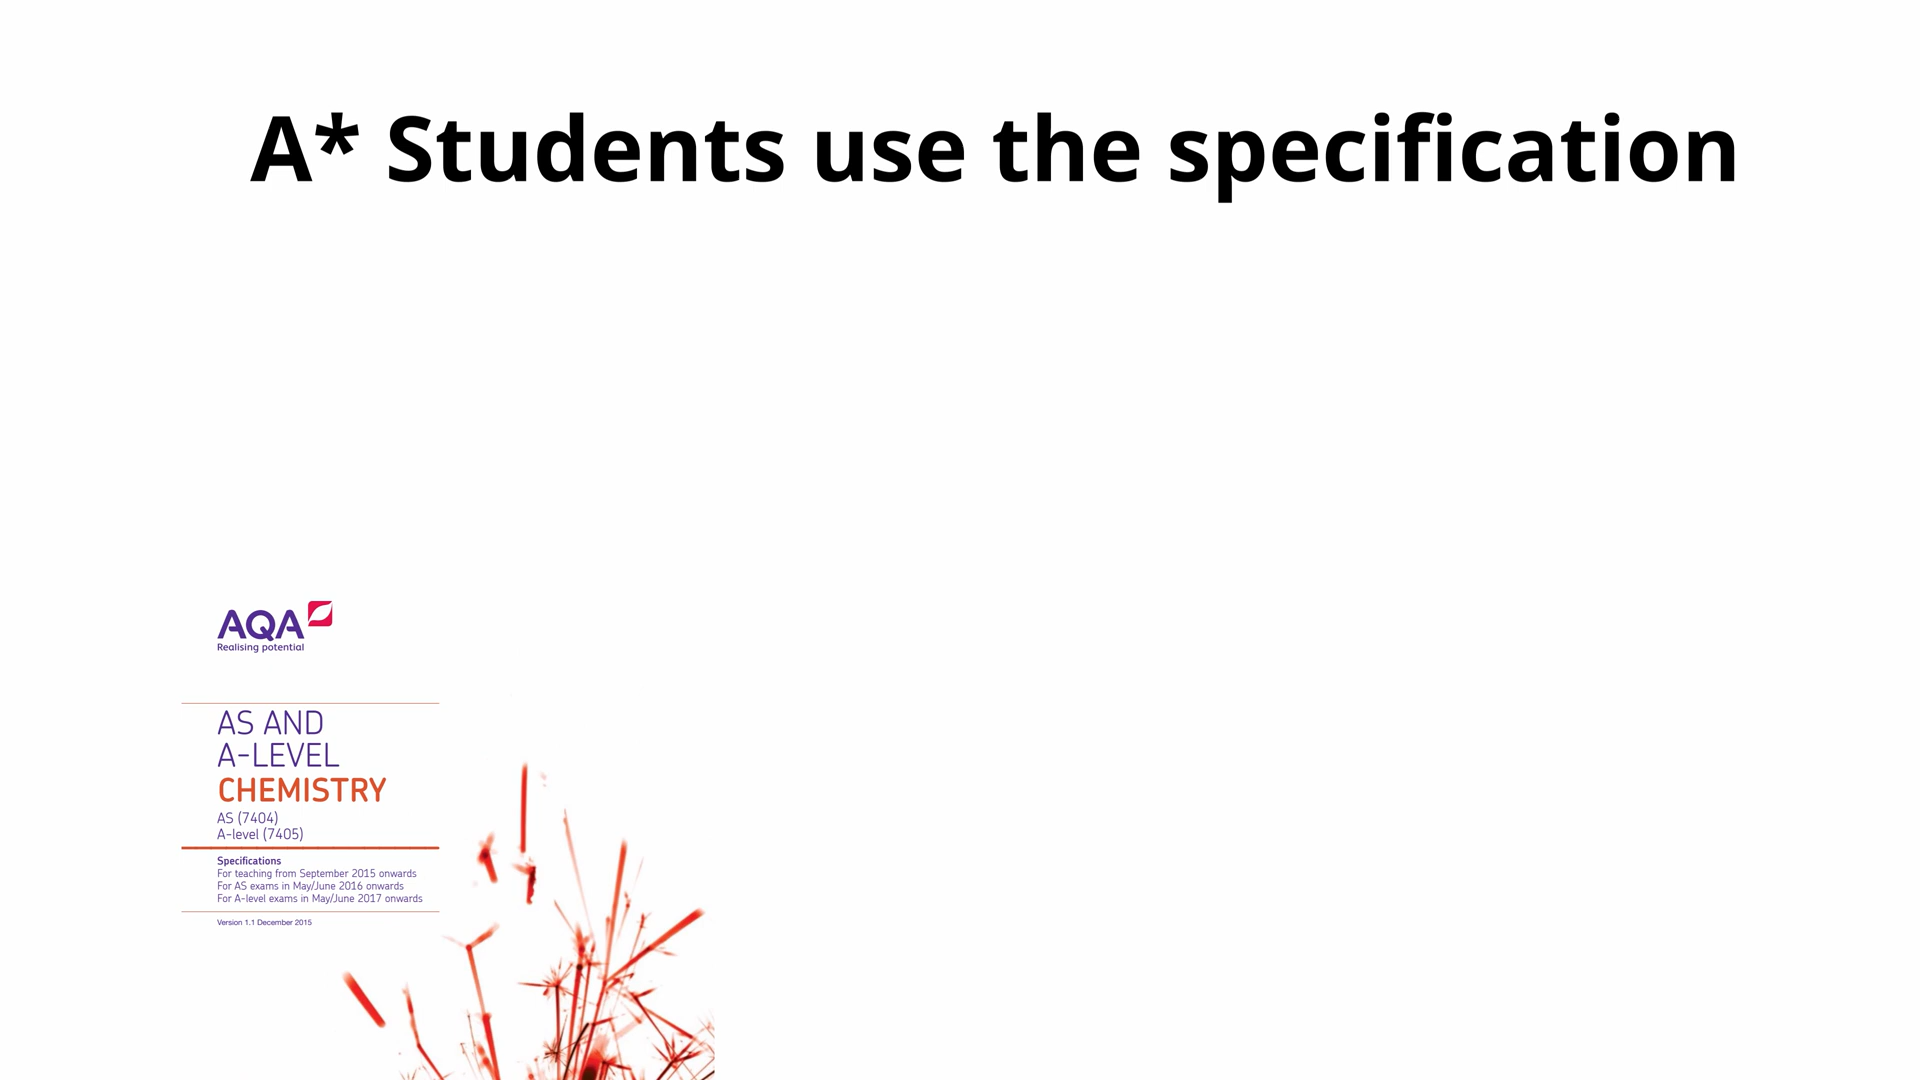 A* Students use the specification
AQA
Realising potential
AS AND
A-LEVEL
CHEMISTRY
AS (7404)
A-level (7405)
Specifications
For teaching from September 2015 onwards
For AS exams in May/June 2016 onwards
For A-level exams in May/June 2017 onwards
Version 1.1 December 2015